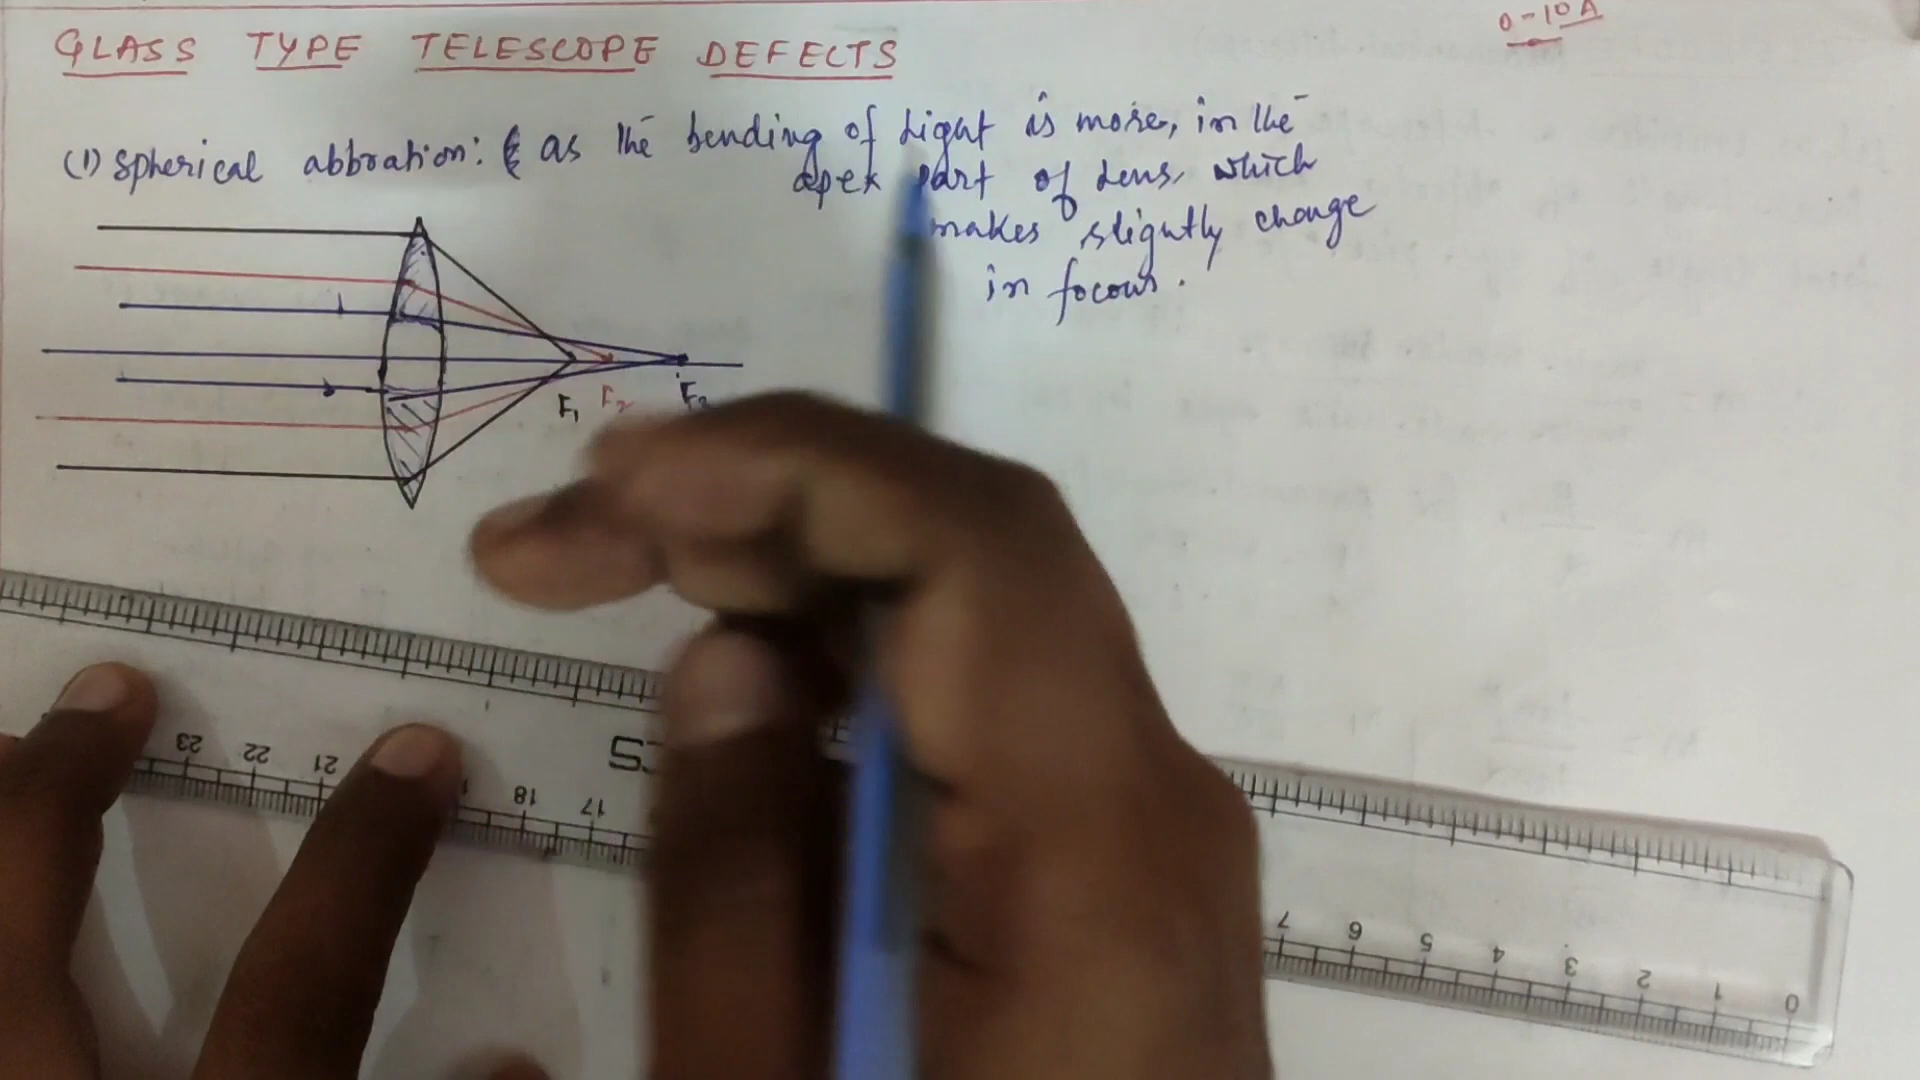 0-10A
GLASS TYPE TELESCOPE DEFECTS
(1) Spherical abbration: as the bending of Light is more, in the
apex part of Lens, which
makes slightly change
in focous.
F1 F2 F3
23 22 21 18 17 7 6 5 4 3 2 1 0